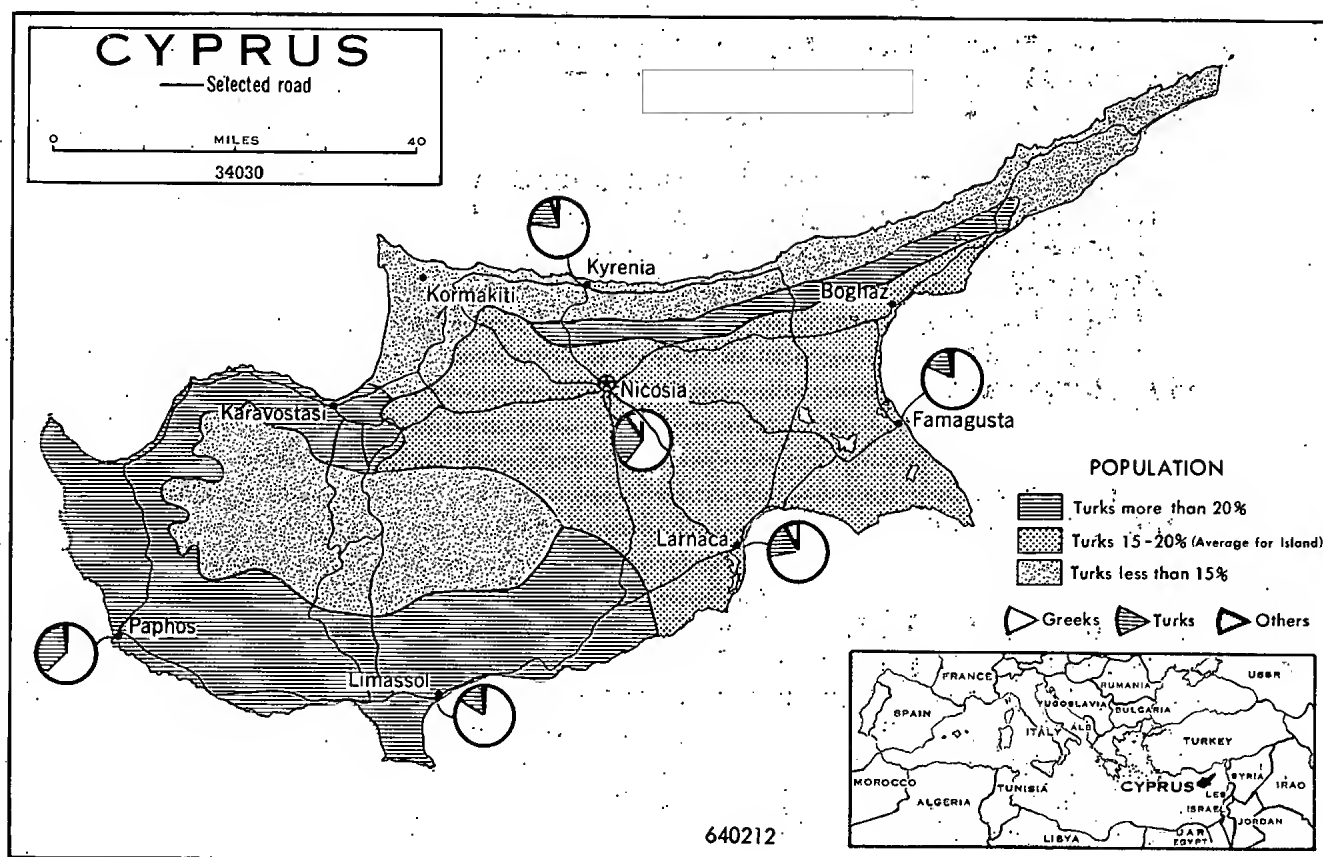 CYPRUS
Selected road
0 MILES 40
34030
Kyrenia
Kormakiti
Boghaz
Nicosia
Karavostasi
Famagusta
Larnaca
Paphos
Limassol
POPULATION
Turks more than 20%
Turks 15-20% (Average for Island)
Turks less than 15%
Greeks Turks Others
FRANCE
USSR
RUMANIA
YUGOSLAVIA
BULGARIA
SPAIN
ITALY
ALB
TURKEY
MOROCCO
ALGERIA
TUNISIA
CYPRUS
SYRIA
IRAQ
LEB
ISRAEL
JORDAN
LIBYA
UAR
EGYPT
640212